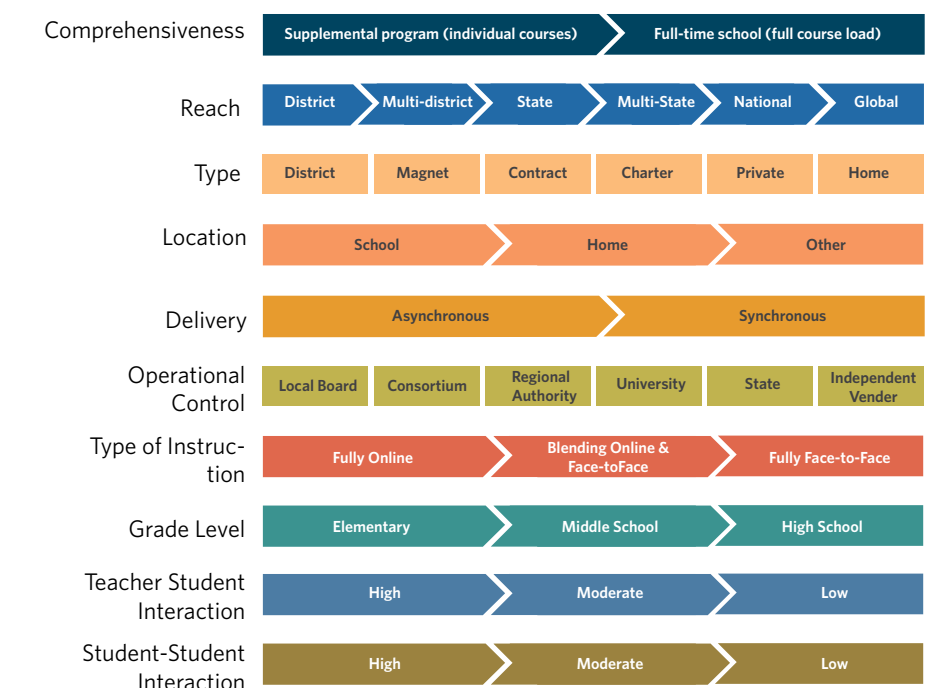 Comprehensiveness
Supplemental program (individual courses) Full-time school (full course load)
Reach
District Multi-district State Multi-State National Global
Type
District Magnet Contract Charter Private Home
Location
School Home Other
Delivery
Asynchronous Synchronous
Operational
Control
Local Board Consortium Regional
Authority University State Independent
Vender
Type of Instruc-
tion
Fully Online Blending Online &
Face-toFace Fully Face-to-Face
Grade Level
Elementary Middle School High School
Teacher Student
Interaction
High Moderate Low
Student-Student
Interaction
High Moderate Low